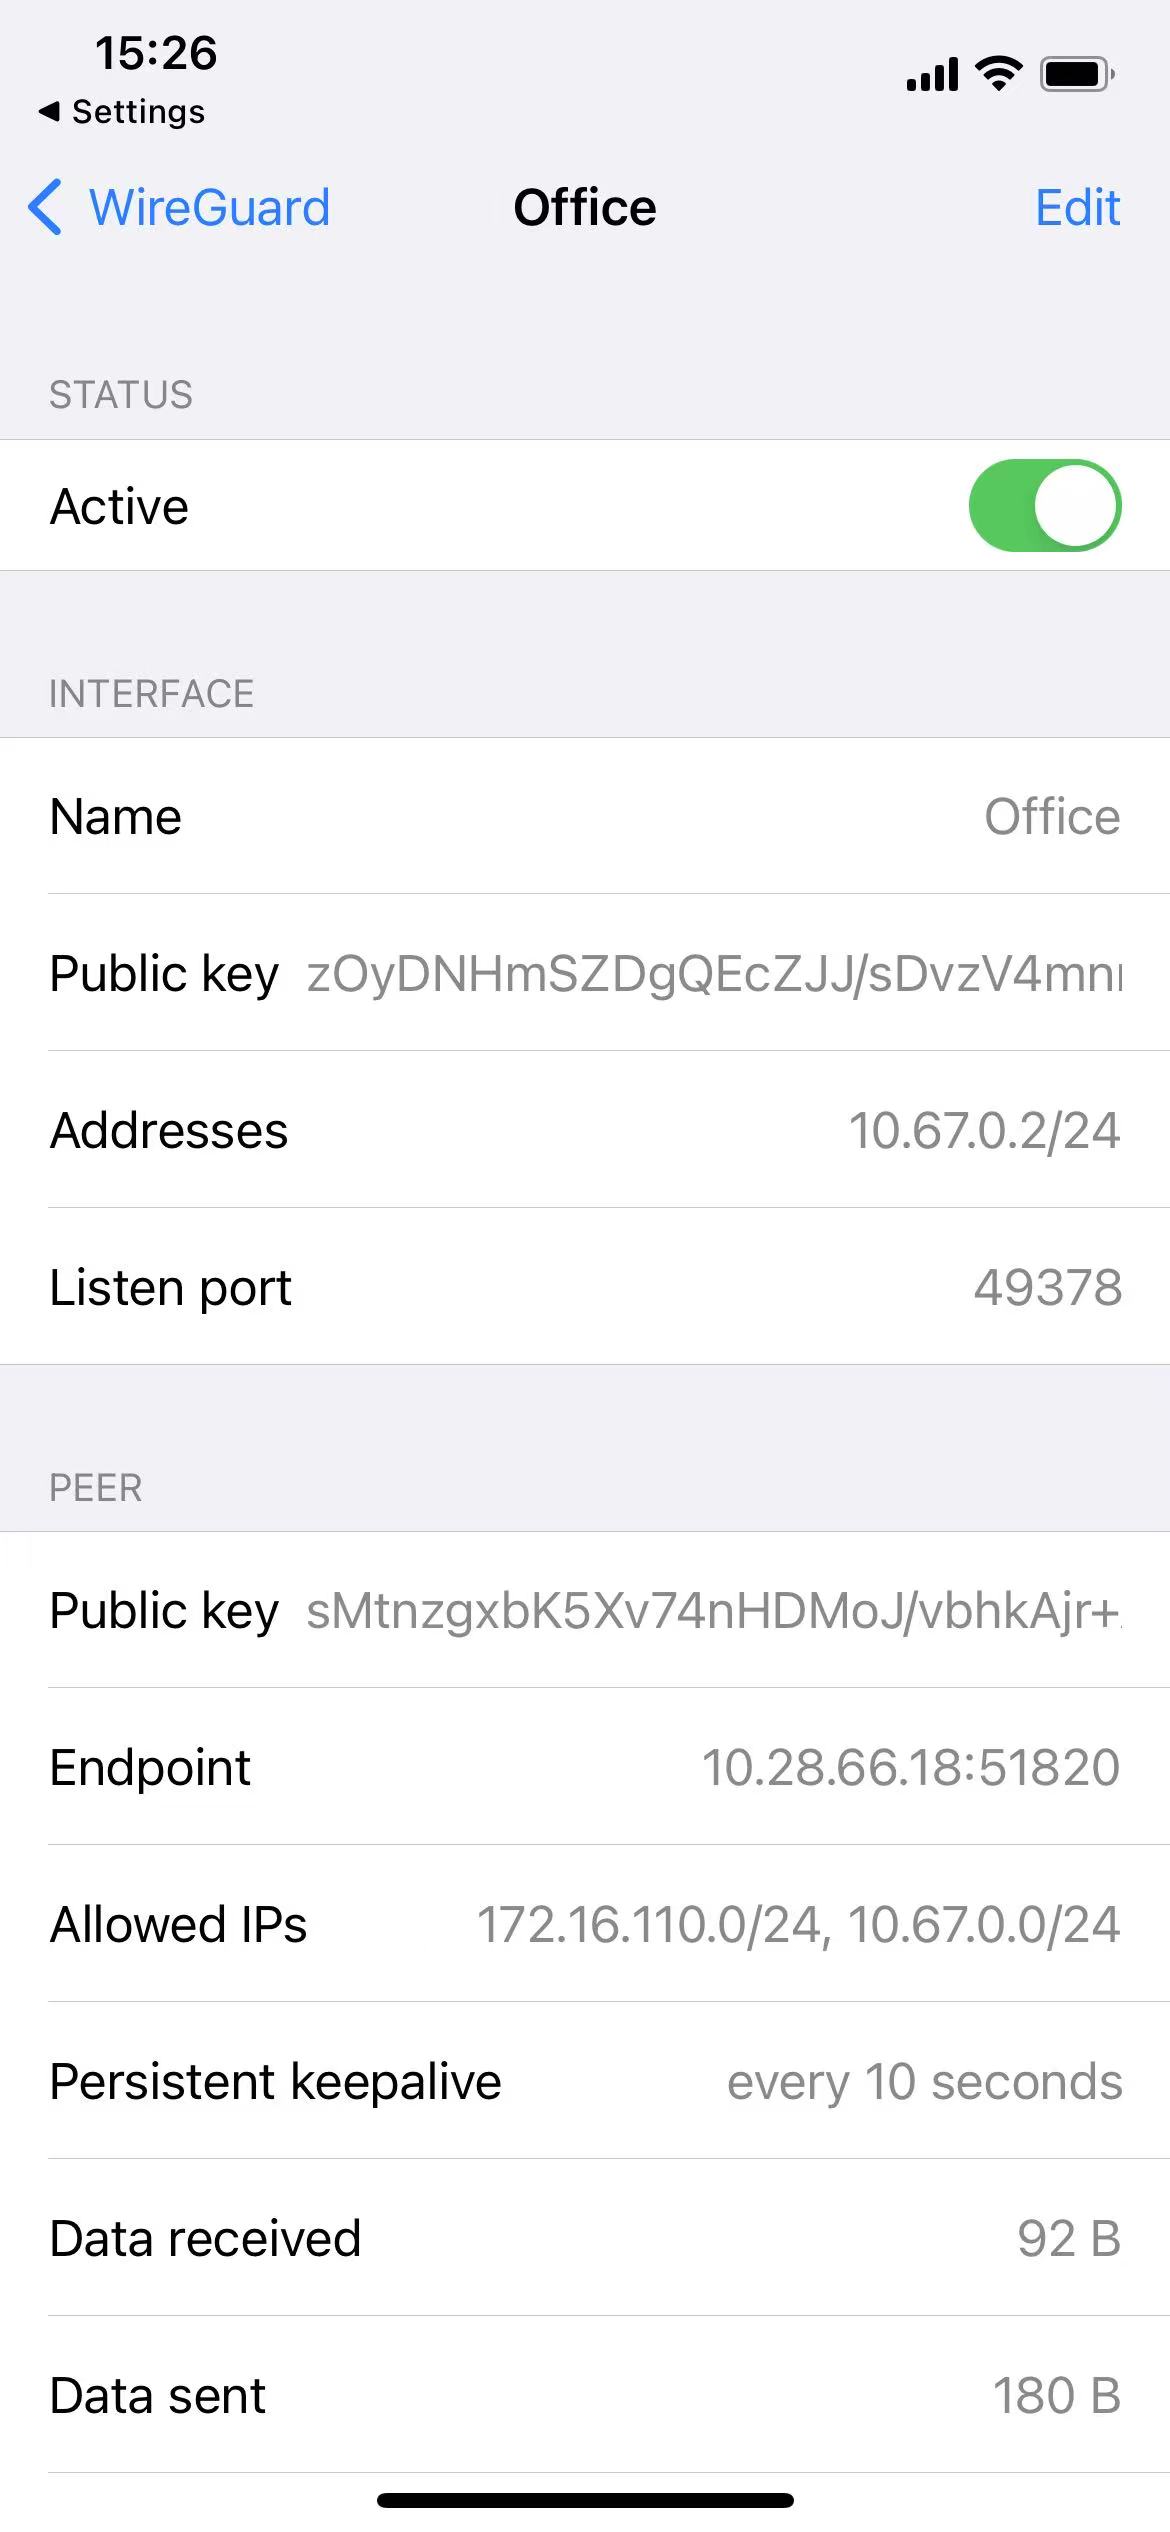 15:26
◀ Settings
WireGuard Office Edit
STATUS
Active
INTERFACE
Name Office
Public key zOyDNHmSZDgQEcZJJ/sDvzV4mn
Addresses 10.67.0.2/24
Listen port 49378
PEER
Public key sMtnzgxbK5Xv74nHDMoJ/vbhkAjr+
Endpoint 10.28.66.18:51820
Allowed IPs 172.16.110.0/24, 10.67.0.0/24
Persistent keepalive every 10 seconds
Data received 92 B
Data sent 180 B